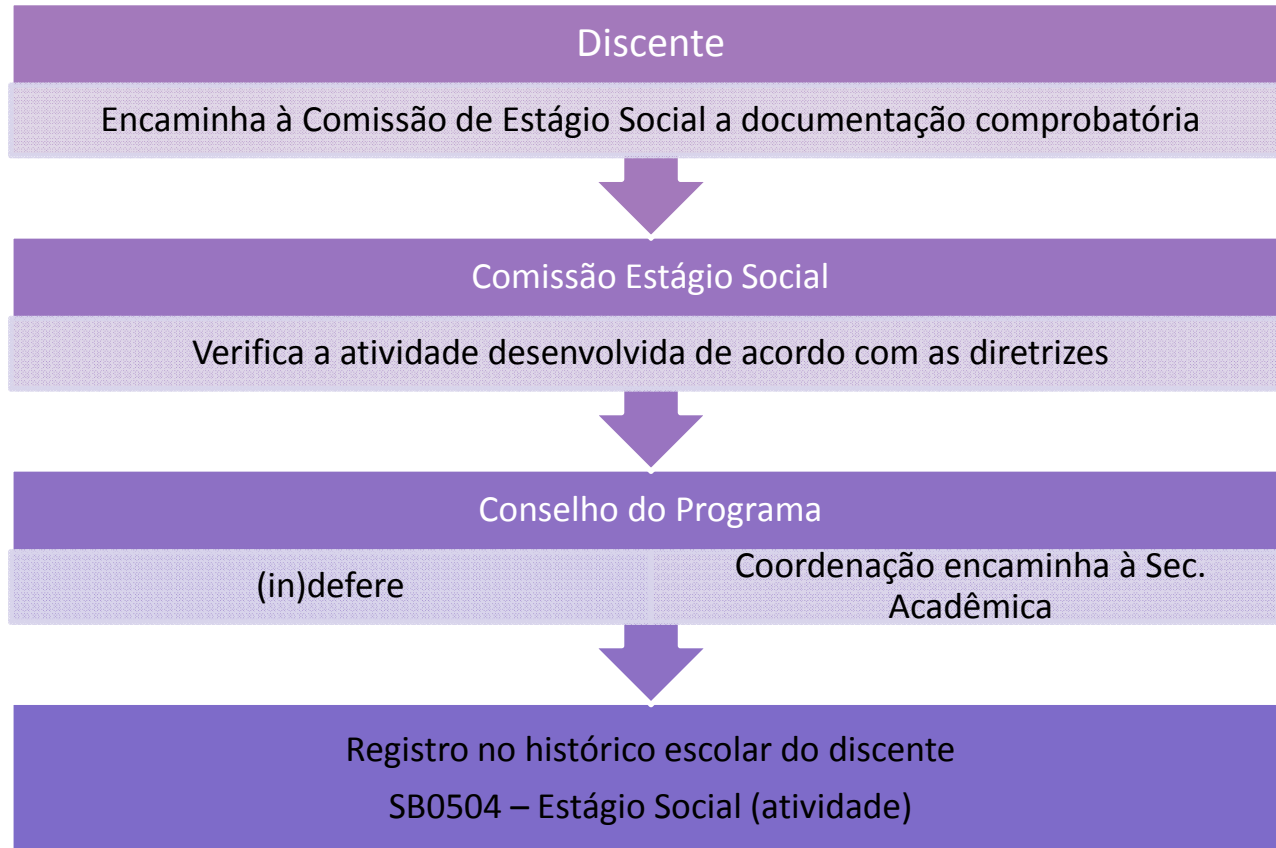 Discente
Encaminha à Comissão de Estágio Social a documentação comprobatória
Comissão Estágio Social
Verifica a atividade desenvolvida de acordo com as diretrizes
Conselho do Programa
(in)defere
Coordenação encaminha à Sec.
Acadêmica
Registro no histórico escolar do discente
SB0504 – Estágio Social (atividade)